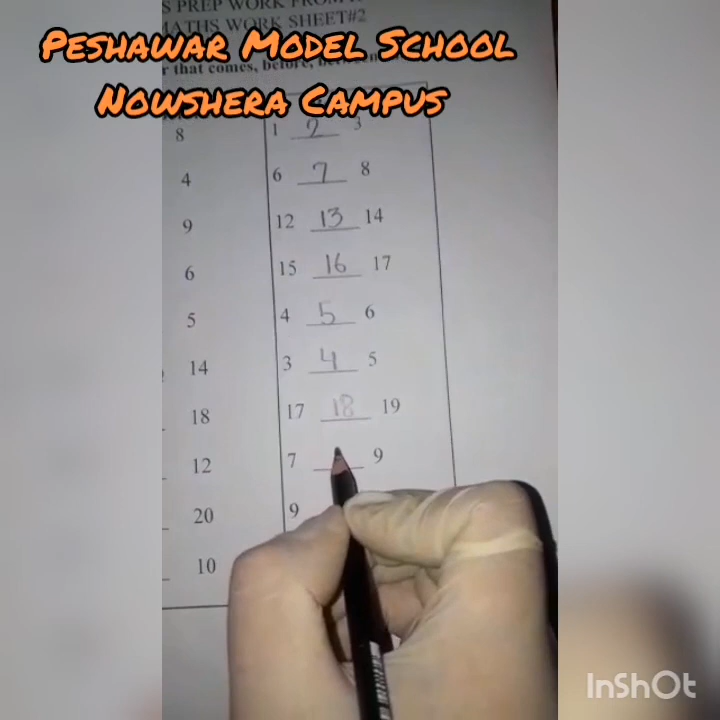 S PREP WORK
MATHS WORK SHEET#2
Peshawar Model School
r that comes, before,
Nowshera Campus
8
1 2 3
4
6 7 8
9
12 13 14
6
15 16 17
5
4 5 6
14
3 4 5
18
17 18 19
12
7 ___ 9
20
9
10
InShOt